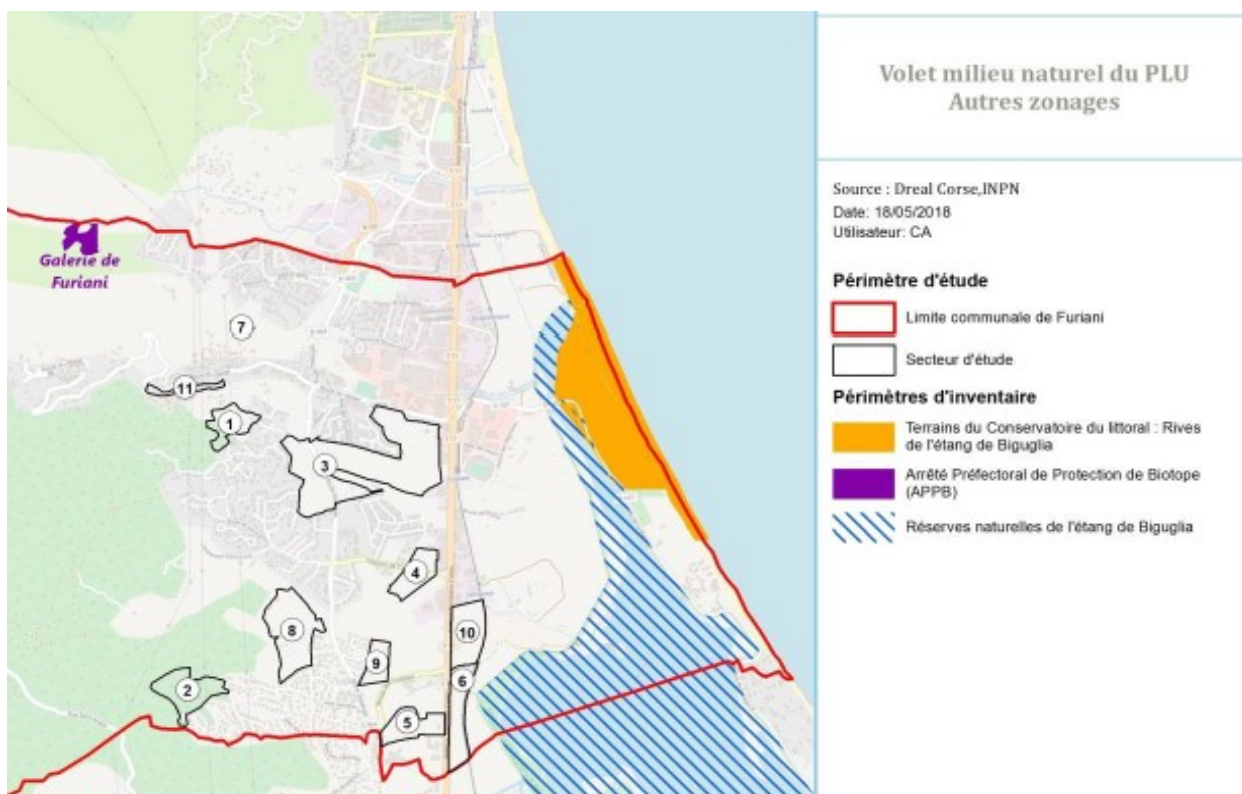 Volet milieu naturel du PLU
Autres zonages
Source : Dreal Corse,INPN
Date: 18/05/2018
Utilisateur: CA
Périmètre d'étude
Limite communale de Furiani
Secteur d'étude
Périmètres d'inventaire
Terrains du Conservatoire du littoral : Rives
de l'étang de Biguglia
Arrêté Préfectoral de Protection de Biotope
(APPB)
Réserves naturelles de l'étang de Biguglia
Galerie de
Furiani
7
11
1
3
4
8
10
9
6
2
5